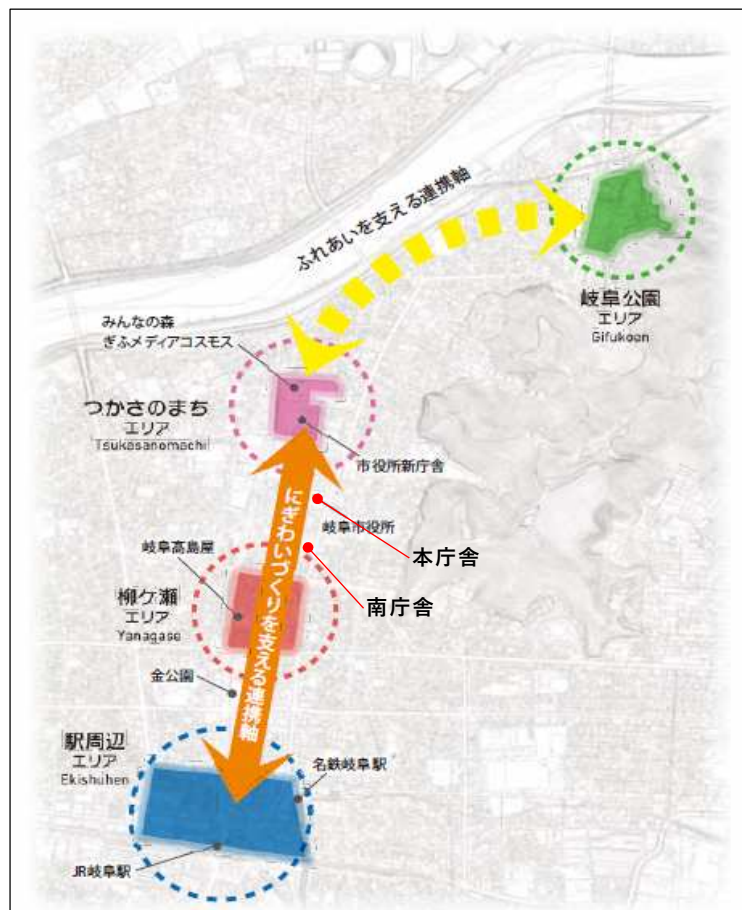 ふれあいを支える連携軸
岐阜公園
エリア
Gifukoen
みんなの森
ぎふメディアコスモス
つかさのまち
エリア
Tsukasanomachi
市役所新庁舎
にぎわいづくりを支える連携軸
岐阜市役所
本庁舎
岐阜高島屋
南庁舎
柳ケ瀬
エリア
Yanagase
金公園
駅周辺
エリア
Ekishuhen
名鉄岐阜駅
JR岐阜駅